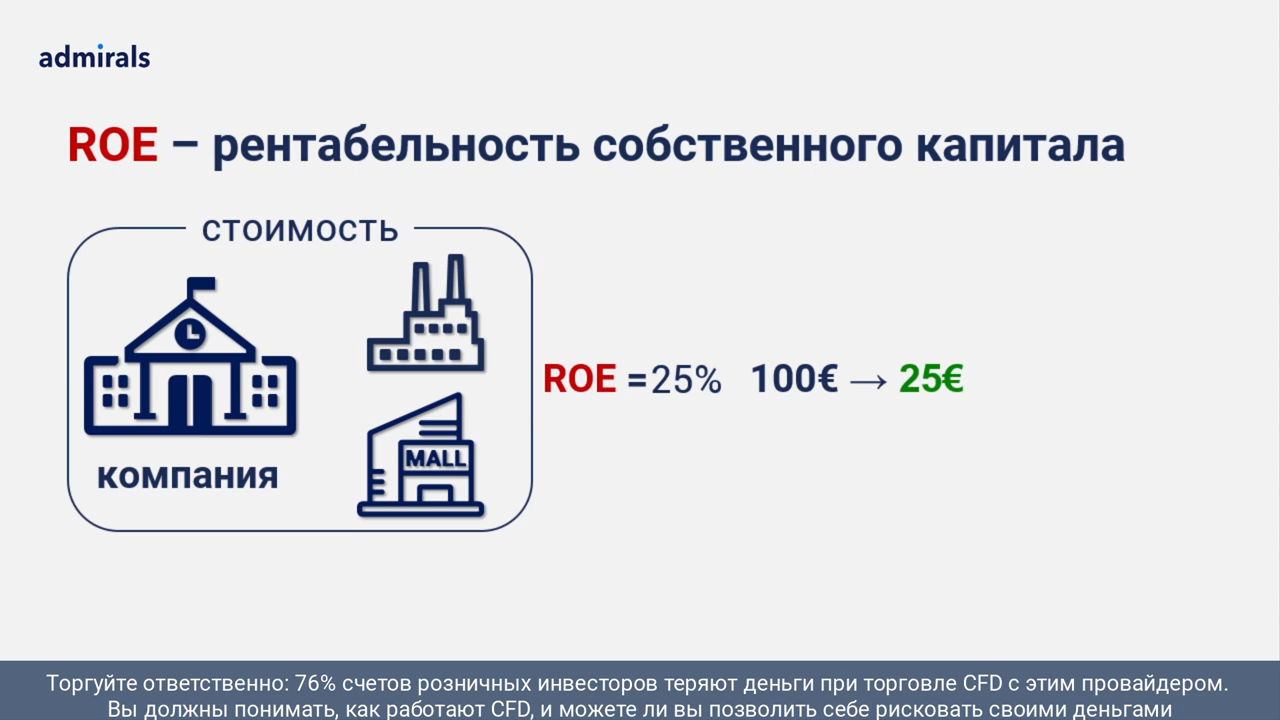 admirals
ROE – рентабельность собственного капитала
стоимость
MALL
компания
ROE =25% 100€ → 25€
Торгуйте ответственно: 76% счетов розничных инвесторов теряют деньги при торговле CFD с этим провайдером.
Вы должны понимать, как работают CFD, и можете ли вы позволить себе рисковать своими деньгами